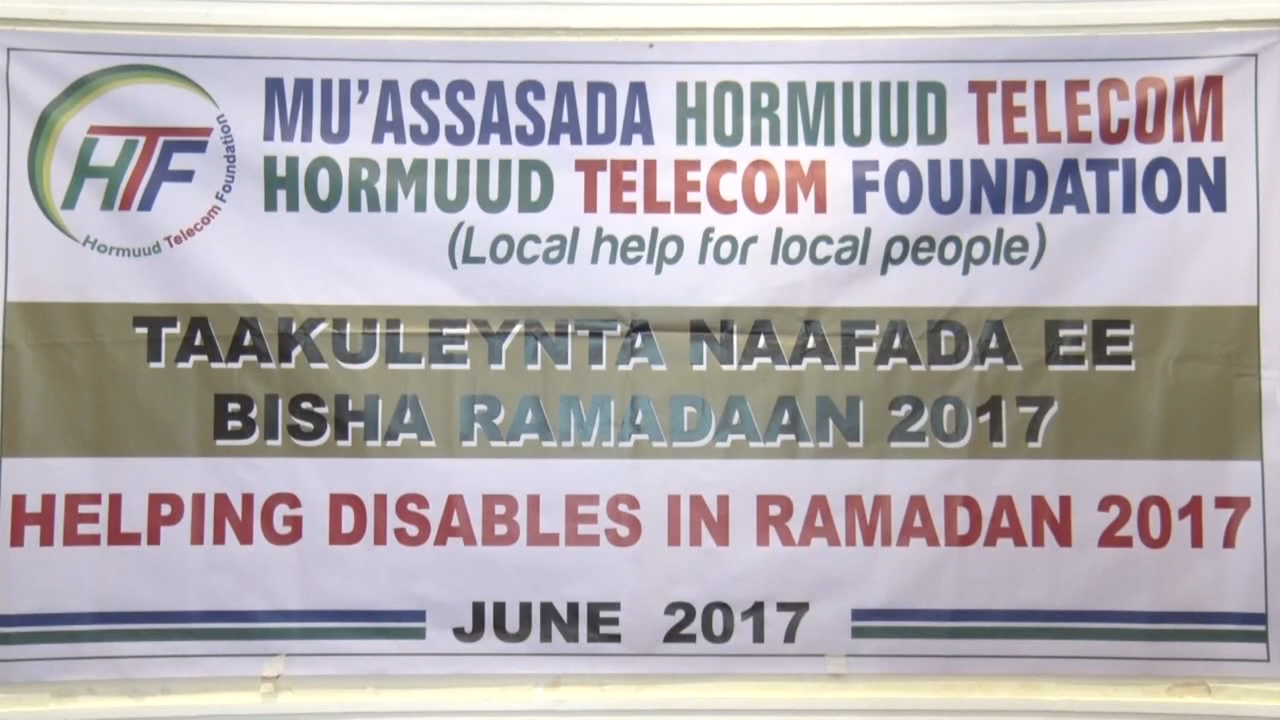 HTF
Hormuud Telecom Foundation
MU'ASSASADA HORMUUD TELECOM
HORMUUD TELECOM FOUNDATION
(Local help for local people)
TAAKULEYNTA NAAFADA EE
BISHA RAMADAAN 2017
HELPING DISABLES IN RAMADAN 2017
JUNE 2017